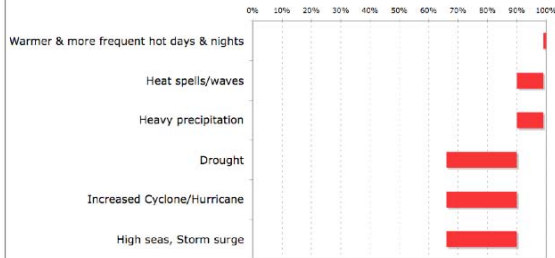 0% 10% 20% 30% 40% 50% 60% 70% 80% 90% 100%
Warmer & more frequent hot days & nights
Heat spells/waves
Heavy precipitation
Drought
Increased Cyclone/Hurricane
High seas, Storm surge